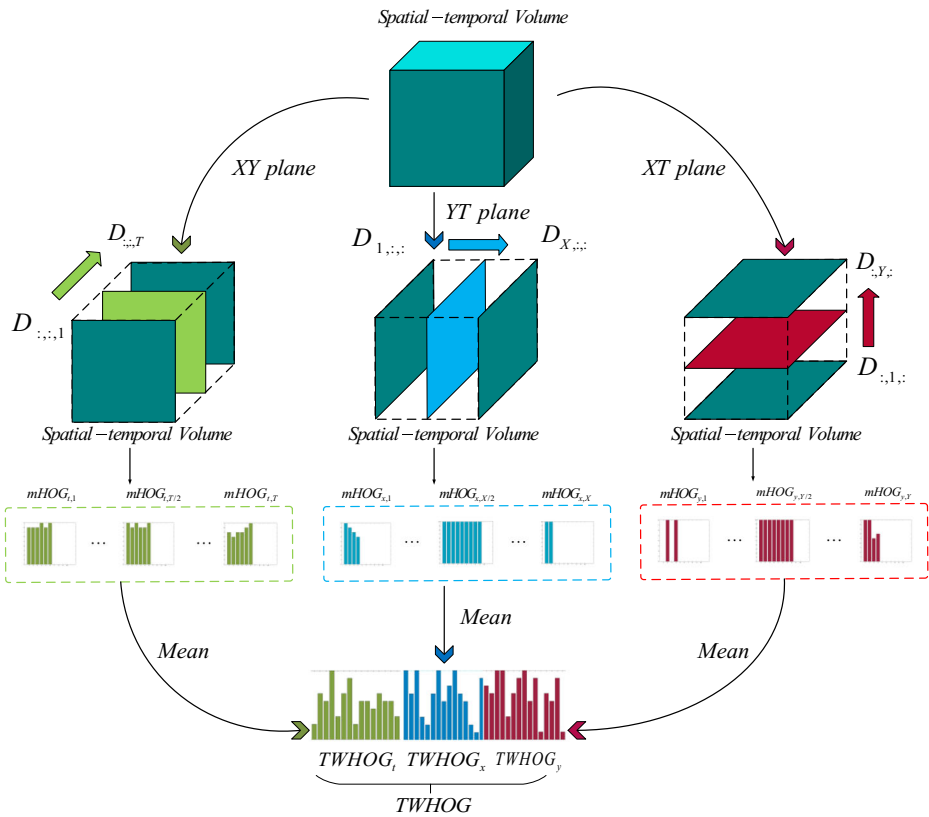 Spatial-temporal Volume
XY plane
XT plane
YT plane
D:,:,T
D1,:,:
DX,:,:
D:,Y,:
D:,:,1
D:,1,:
Spatial-temporal Volume
Spatial-temporal Volume
Spatial-temporal Volume
mHOGt,1
mHOGt,T/2
mHOGt,T
mHOGx,1
mHOGx,X/2
mHOGx,X
mHOGy,1
mHOGy,Y/2
mHOGy,Y
... ...
... ...
... ...
Mean
Mean
Mean
TWHOGt
TWHOGx
TWHOGy
TWHOG